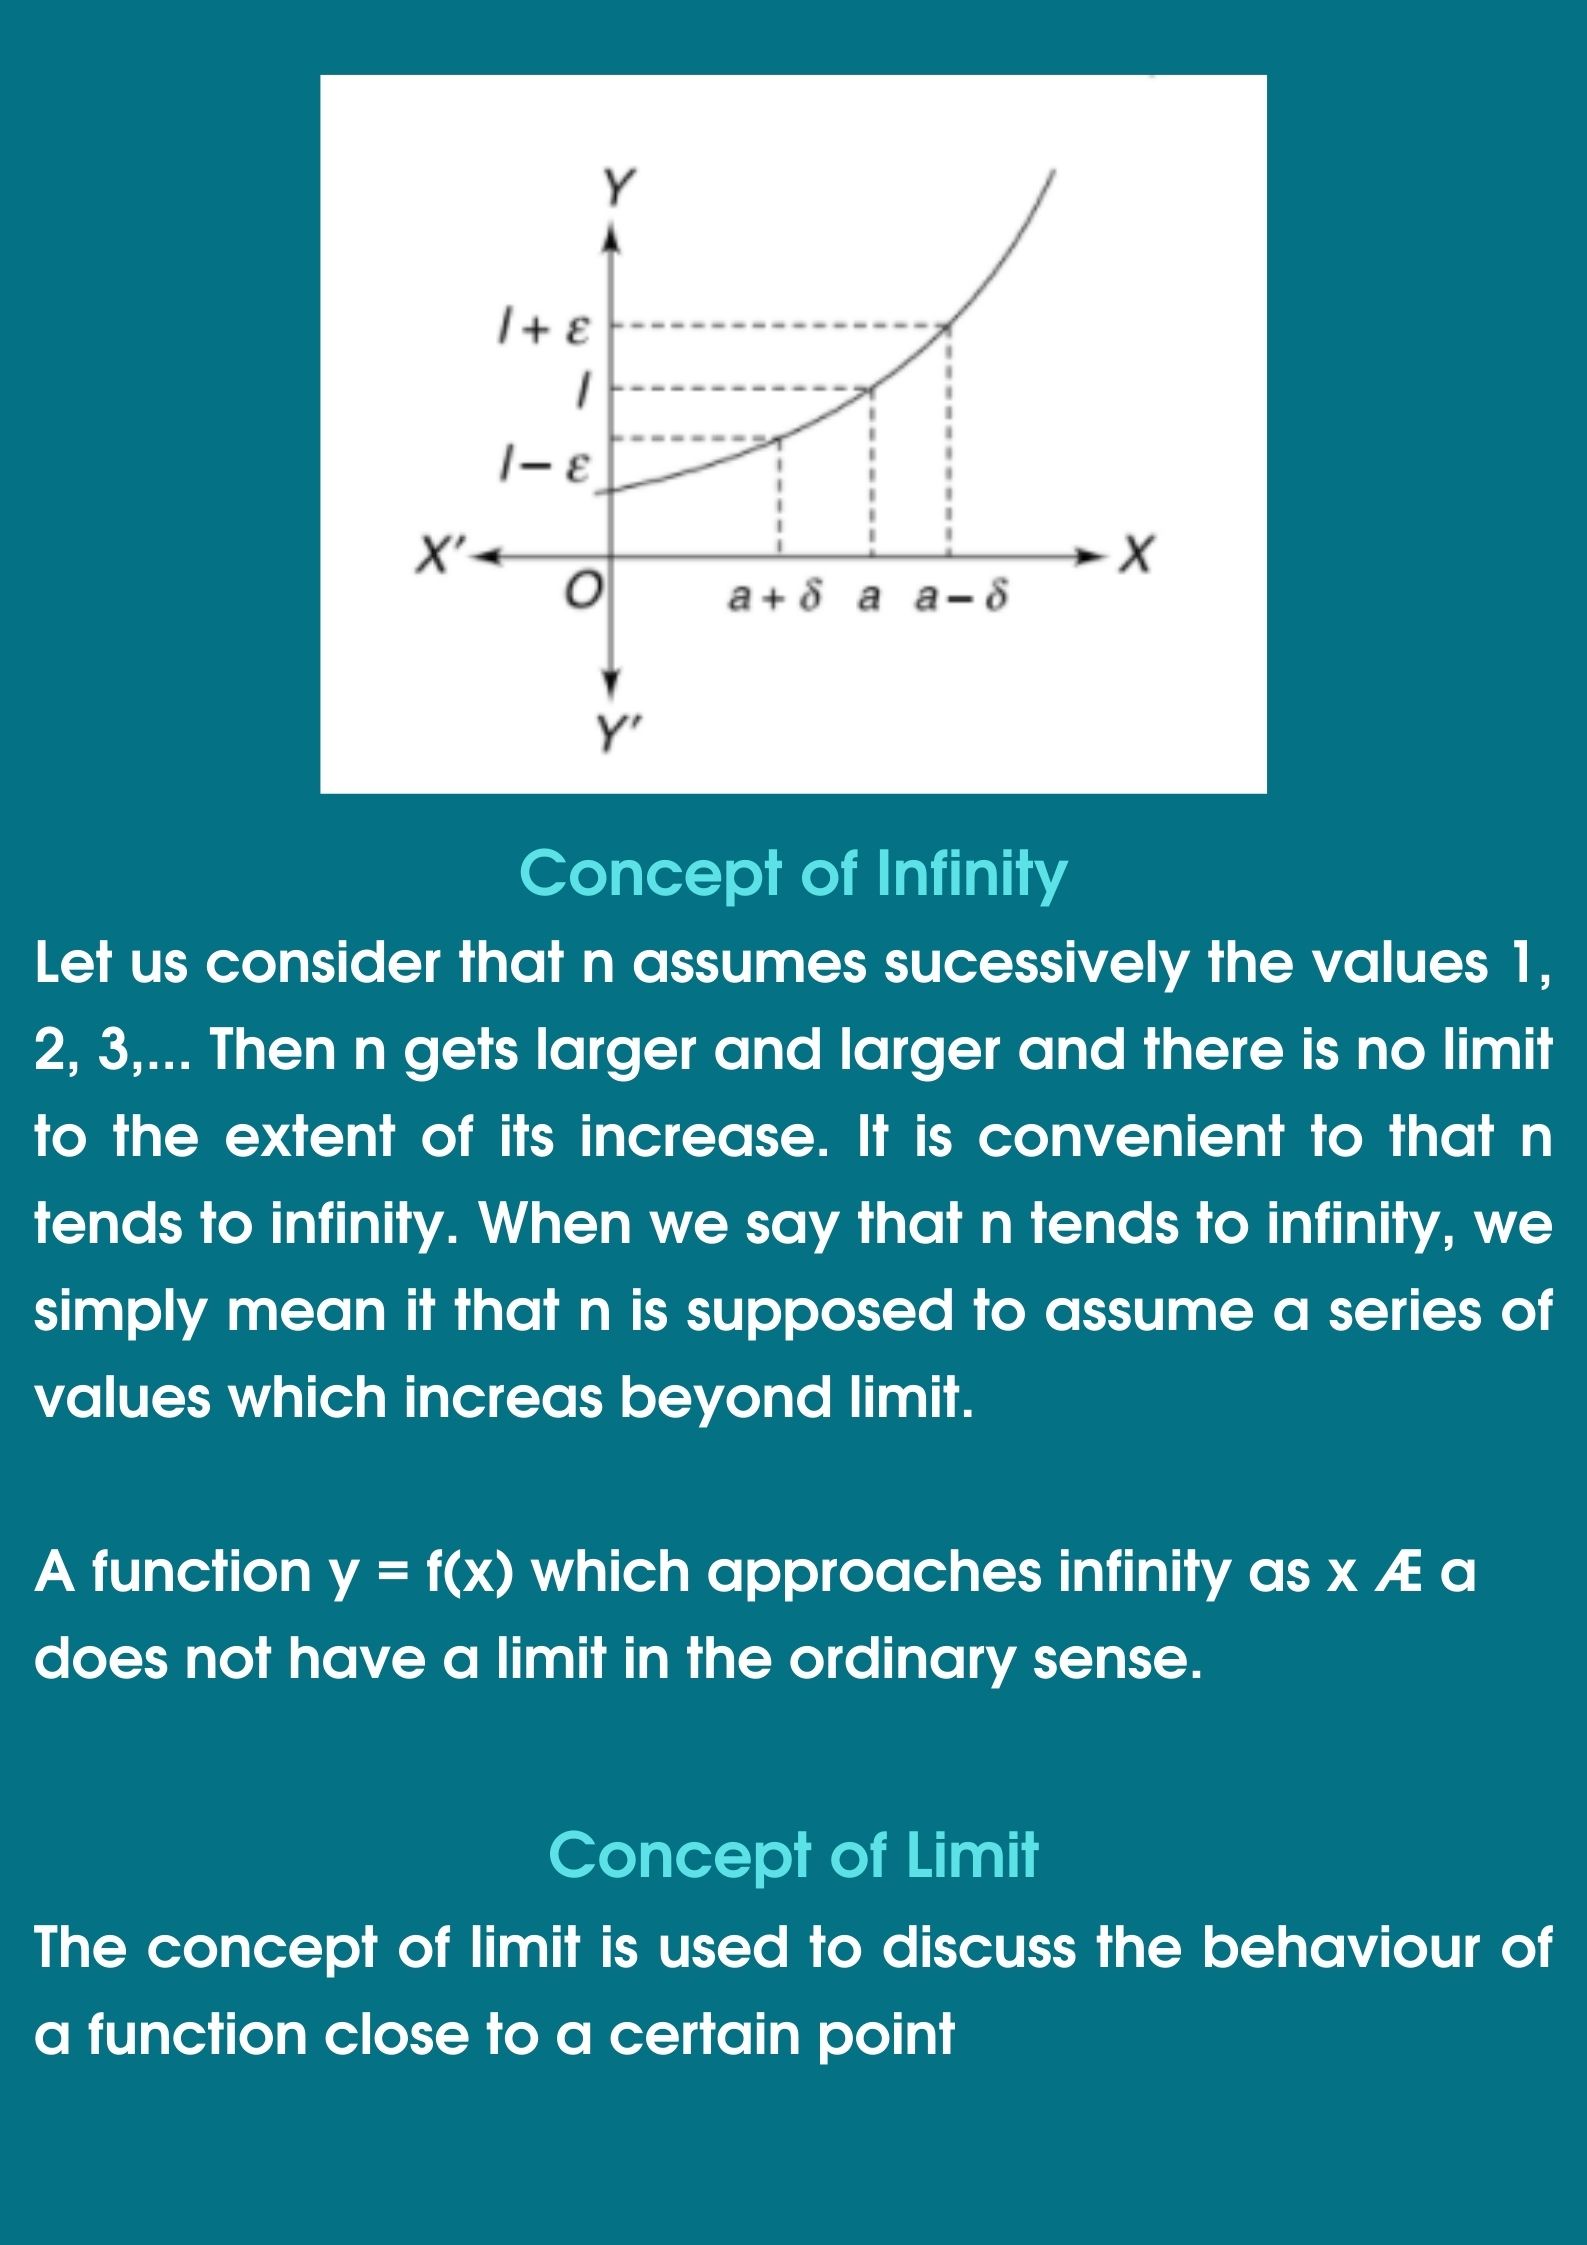 Y
l + ε
l
l − ε
X′ X
O
a + δ a a − δ
Y′
Concept of Infinity
Let us consider that n assumes sucessively the values 1,
2, 3,... Then n gets larger and larger and there is no limit
to the extent of its increase. It is convenient to that n
tends to infinity. When we say that n tends to infinity, we
simply mean it that n is supposed to assume a series of
values which increas beyond limit.
A function y = f(x) which approaches infinity as x Æ a
does not have a limit in the ordinary sense.
Concept of Limit
The concept of limit is used to discuss the behaviour of
a function close to a certain point